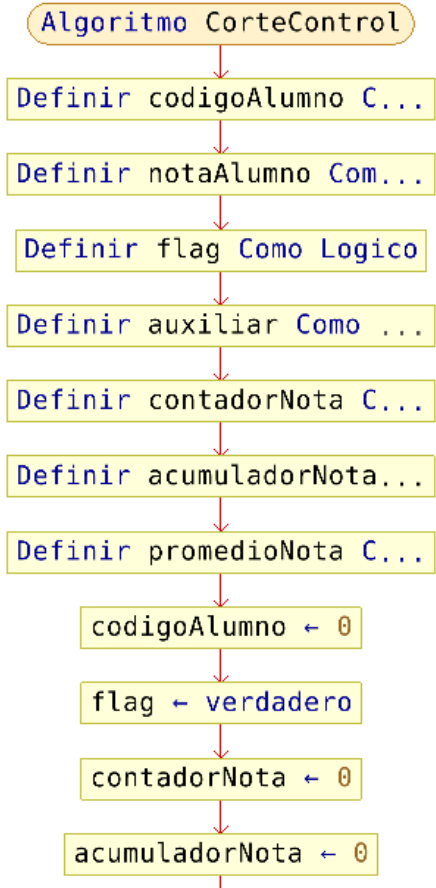 Algoritmo CorteControl
Definir codigoAlumno C...
Definir notaAlumno Com...
Definir flag Como Logico
Definir auxiliar Como ...
Definir contadorNota C...
Definir acumuladorNota...
Definir promedioNota C...
codigoAlumno ← 0
flag ← verdadero
contadorNota ← 0
acumuladorNota ← 0